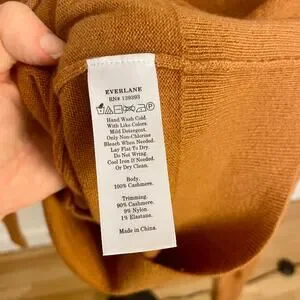 EVERLANE
RN# 139293
Hand Wash Cold.
With Like Colors.
Mild Detergent.
Only Non-Chlorine
Bleach When Needed.
Lay Flat To Dry.
Do Not Wring.
Cool Iron If Needed.
Or Dry Clean.
Body.
100% Cashmere.
Trimming.
90% Cashmere.
9% Nylon.
1% Elastane.
Made in China.